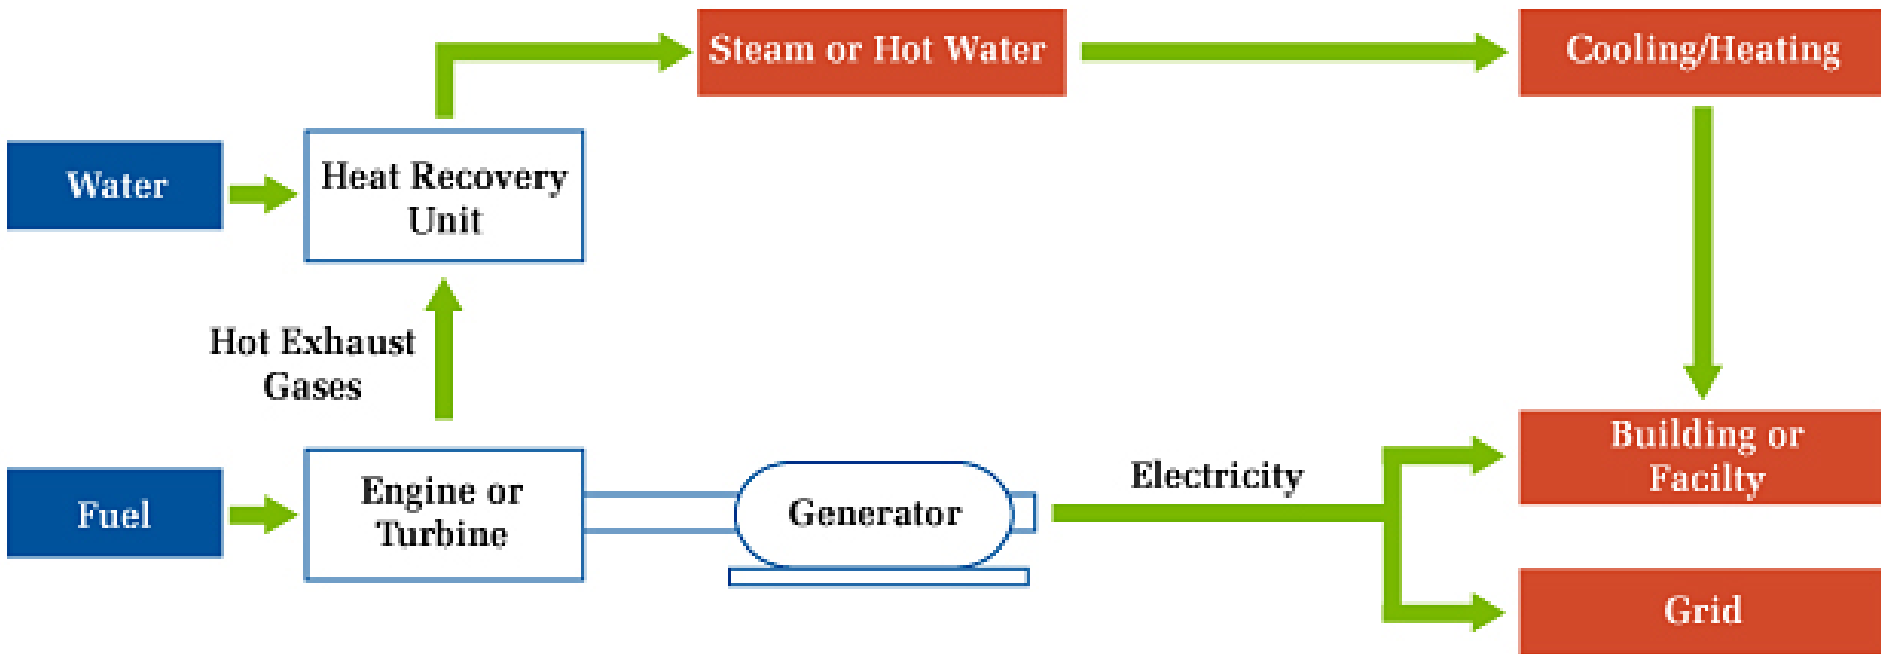 Steam or Hot Water
Cooling/Heating
Water
Heat Recovery
Unit
Hot Exhaust
Gases
Fuel
Engine or
Turbine
Generator
Electricity
Building or
Facilty
Grid